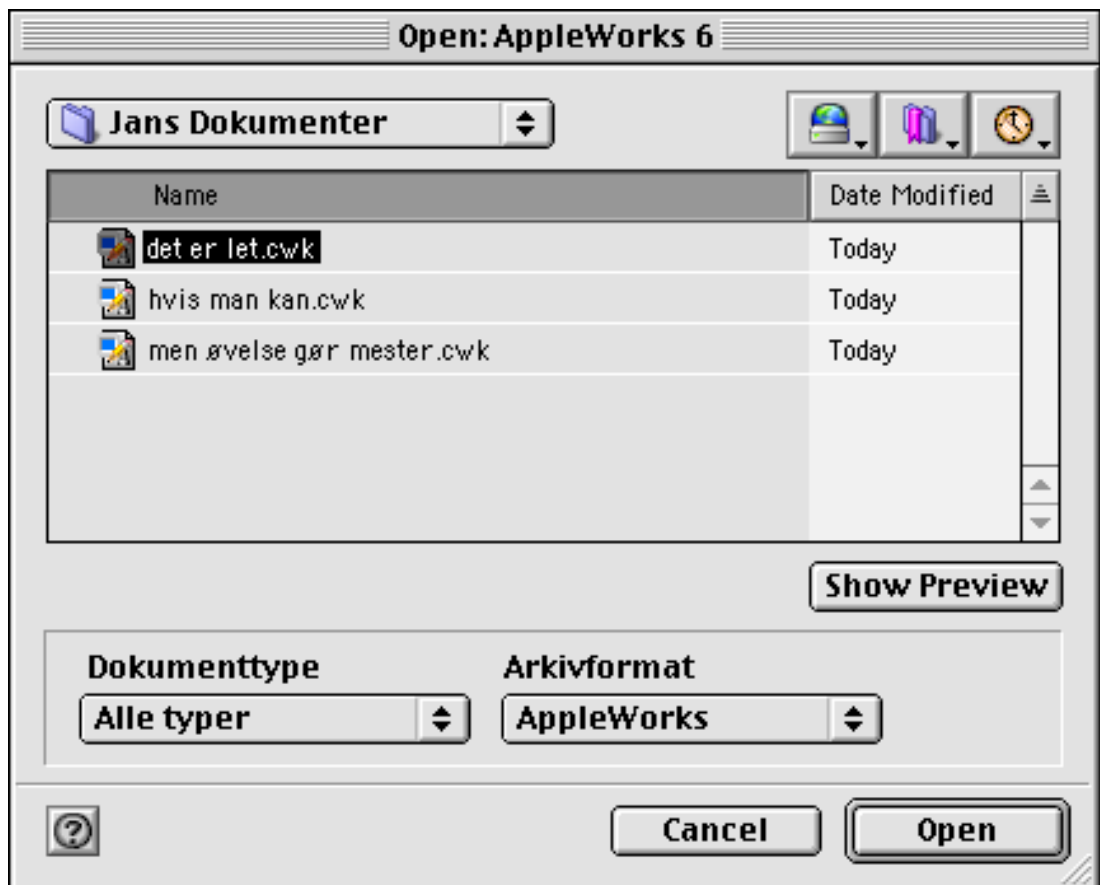 Open: AppleWorks 6
Jans Dokumenter
Name Date Modified
det er let.cwk Today
hvis man kan.cwk Today
men øvelse gør mester.cwk Today
Show Preview
Dokumenttype Arkivformat
Alle typer AppleWorks
? Cancel Open